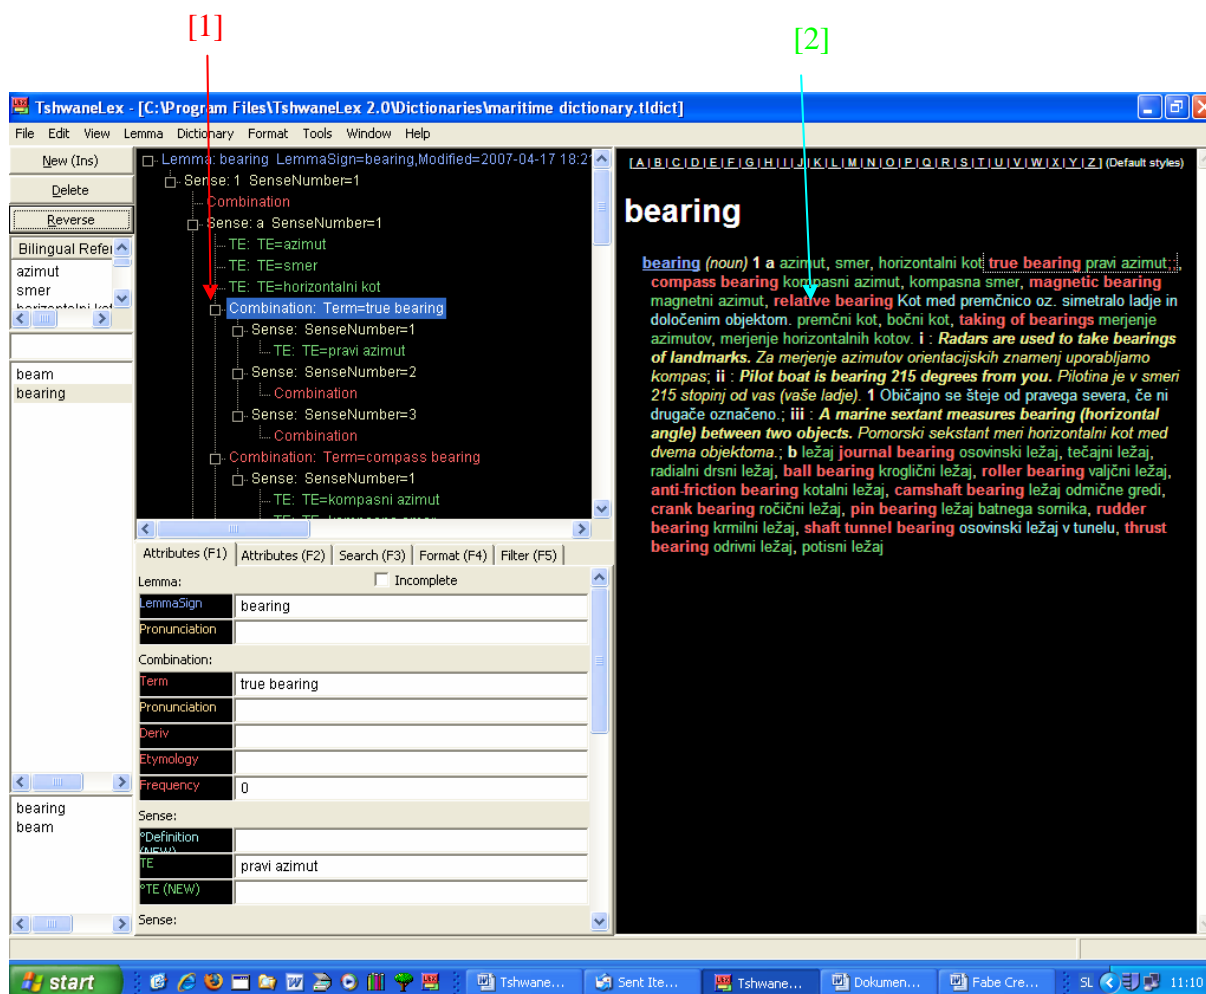 [1]
[2]
TshwaneLex - [C:\Program Files\TshwaneLex 2.0\Dictionaries\maritime dictionary.tldict]
File Edit View Lemma Dictionary Format Tools Window Help
New (Ins)
Delete
Reverse
Bilingual Refer
azimut
smer
horizontalni kot
beam
bearing
bearing
beam
Lemma: bearing LemmaSign=bearing,Modified=2007-04-17 18:2
Sense: 1 SenseNumber=1
Combination
Sense: a SenseNumber=1
TE: TE=azimut
TE: TE=smer
TE: TE=horizontalni kot
Combination: Term=true bearing
Sense: SenseNumber=1
TE: TE=pravi azimut
Sense: SenseNumber=2
Combination
Sense: SenseNumber=3
Combination
Combination: Term=compass bearing
Sense: SenseNumber=1
TE: TE=kompasni azimut
TE: TE=kompasna smer
Attributes (F1) Attributes (F2) Search (F3) Format (F4) Filter (F5)
Lemma: Incomplete
LemmaSign bearing
Pronunciation
Combination:
Term true bearing
Pronunciation
Deriv
Etymology
Frequency 0
Sense:
°Definition
(NEW)
TE pravi azimut
°TE (NEW)
Sense:
[ A | B | C | D | E | F | G | H | I | J | K | L | M | N | O | P | Q | R | S | T | U | V | W | X | Y | Z ] (Default styles)
bearing
bearing (noun) 1 a azimut, smer, horizontalni kot true bearing pravi azimut;;,
compass bearing kompasni azimut, kompasna smer, magnetic bearing
magnetni azimut, relative bearing Kot med premčnico oz. simetralo ladje in
določenim objektom. premčni kot, bočni kot, taking of bearings merjenje
azimutov, merjenje horizontalnih kotov. i : Radars are used to take bearings
of landmarks. Za merjenje azimutov orientacijskih znamenj uporabljamo
kompas; ii : Pilot boat is bearing 215 degrees from you. Pilotina je v smeri
215 stopinj od vas (vaše ladje). 1 Običajno se šteje od pravega severa, če ni
drugače označeno.; iii : A marine sextant measures bearing (horizontal
angle) between two objects. Pomorski sekstant meri horizontalni kot med
dvema objektoma.; b ležaj journal bearing osovinski ležaj, tečajni ležaj,
radialni drsni ležaj, ball bearing kroglični ležaj, roller bearing valjčni ležaj,
anti-friction bearing kotalni ležaj, camshaft bearing ležaj odmične gredi,
crank bearing ročični ležaj, pin bearing ležaj batnega sornika, rudder
bearing krmilni ležaj, shaft tunnel bearing osovinski ležaj v tunelu, thrust
bearing odrivni ležaj, potisni ležaj
start Tshwane... Sent Ite... Tshwane... Dokumen... Fabe Cre... SL 11:10